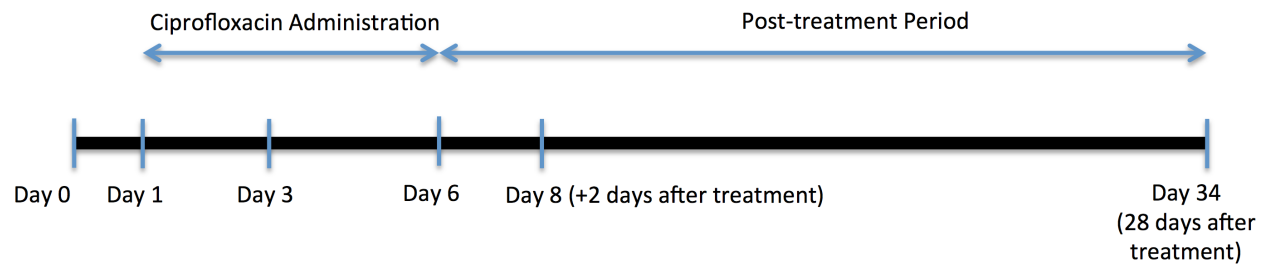 Ciprofloxacin Administration
Post-treatment Period
Day 0
Day 1
Day 3
Day 6
Day 8 (+2 days after treatment)
Day 34
(28 days after
treatment)